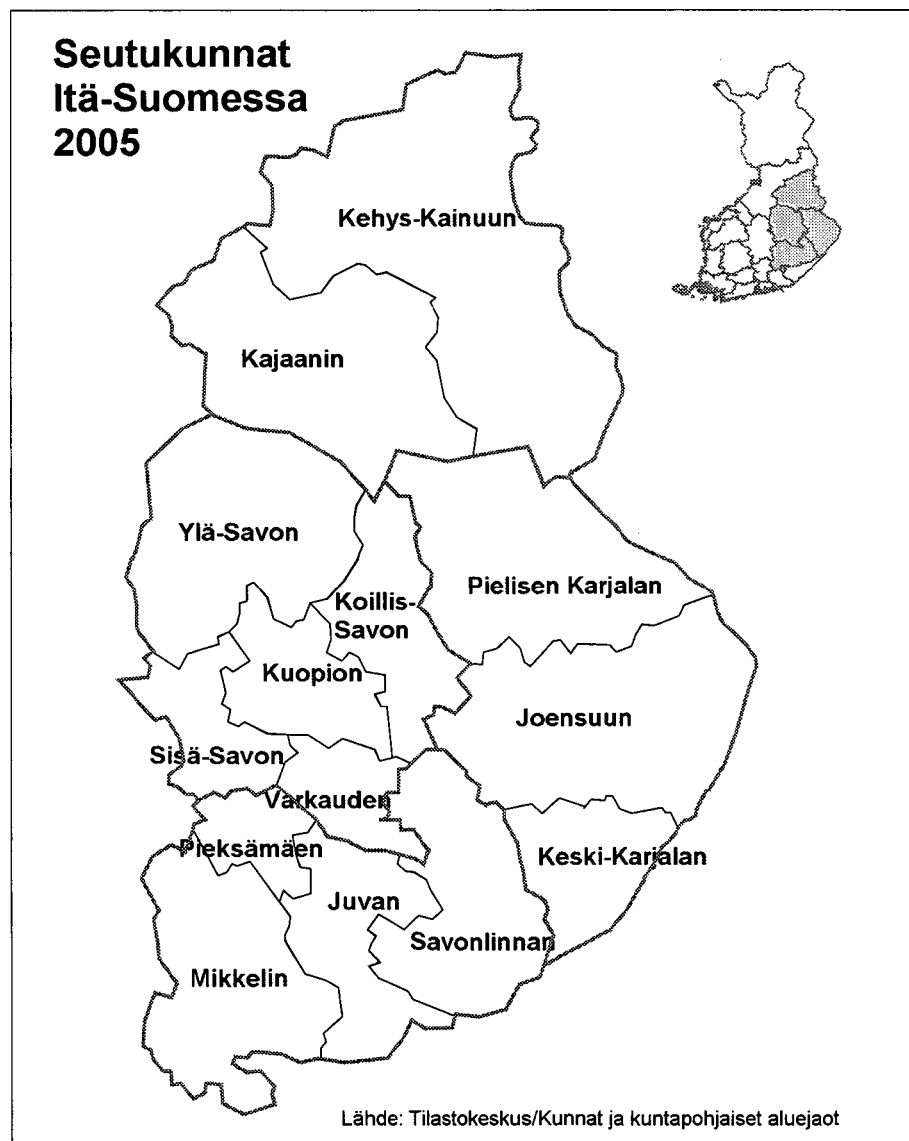 Seutukunnat
Itä-Suomessa
2005
Kehys-Kainuun
Kajaanin
Ylä-Savon
Pielisen Karjalan
Koillis-
Savon
Kuopion
Joensuun
Sisä-Savon
Varkauden
Pieksämäen
Keski-Karjalan
Juvan
Savonlinnan
Mikkelin
Lähde: Tilastokeskus/Kunnat ja kuntapohjaiset aluejaot